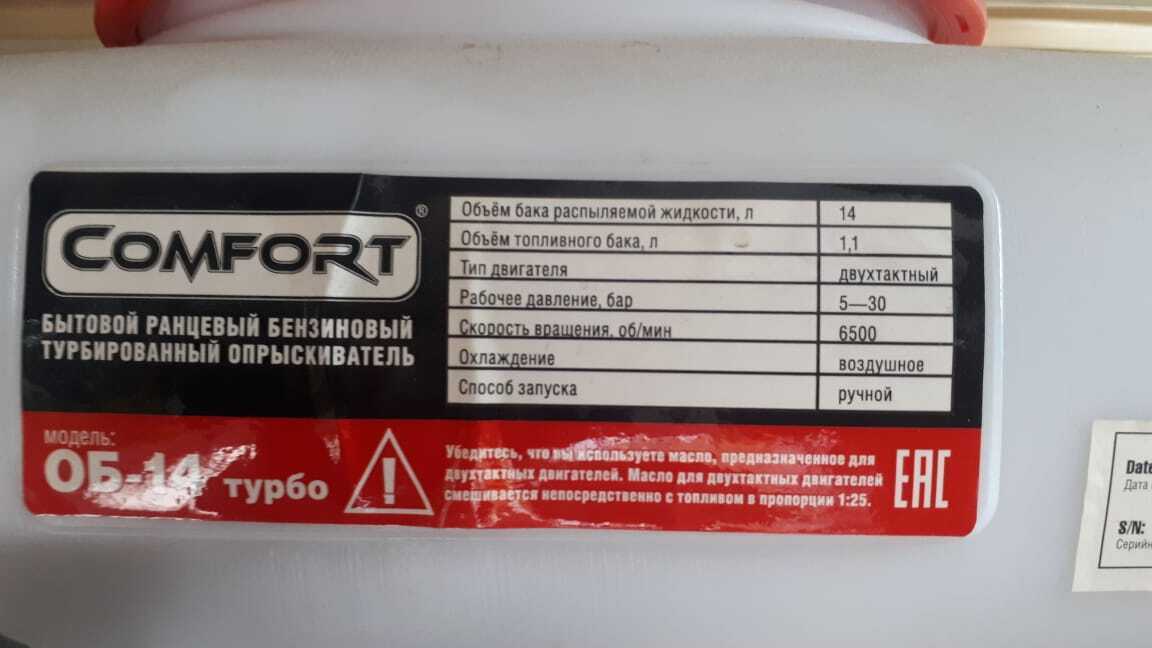 COMFORT®
БЫТОВОЙ РАНЦЕВЫЙ БЕНЗИНОВЫЙ
ТУРБИРОВАННЫЙ ОПРЫСКИВАТЕЛЬ
Объём бака распыляемой жидкости, л 14
Объём топливного бака, л 1,1
Тип двигателя двухтактный
Рабочее давление, бар 5—30
Скорость вращения, об/мин 6500
Охлаждение воздушное
Способ запуска ручной
МОДЕЛЬ:
ОБ-14 турбо
Убедитесь, что вы используете масло, предназначенное для
двухтактных двигателей. Масло для двухтактных двигателей
смешивается непосредственно с топливом в пропорции 1:25.
EAC
Date
Дата
S/N: